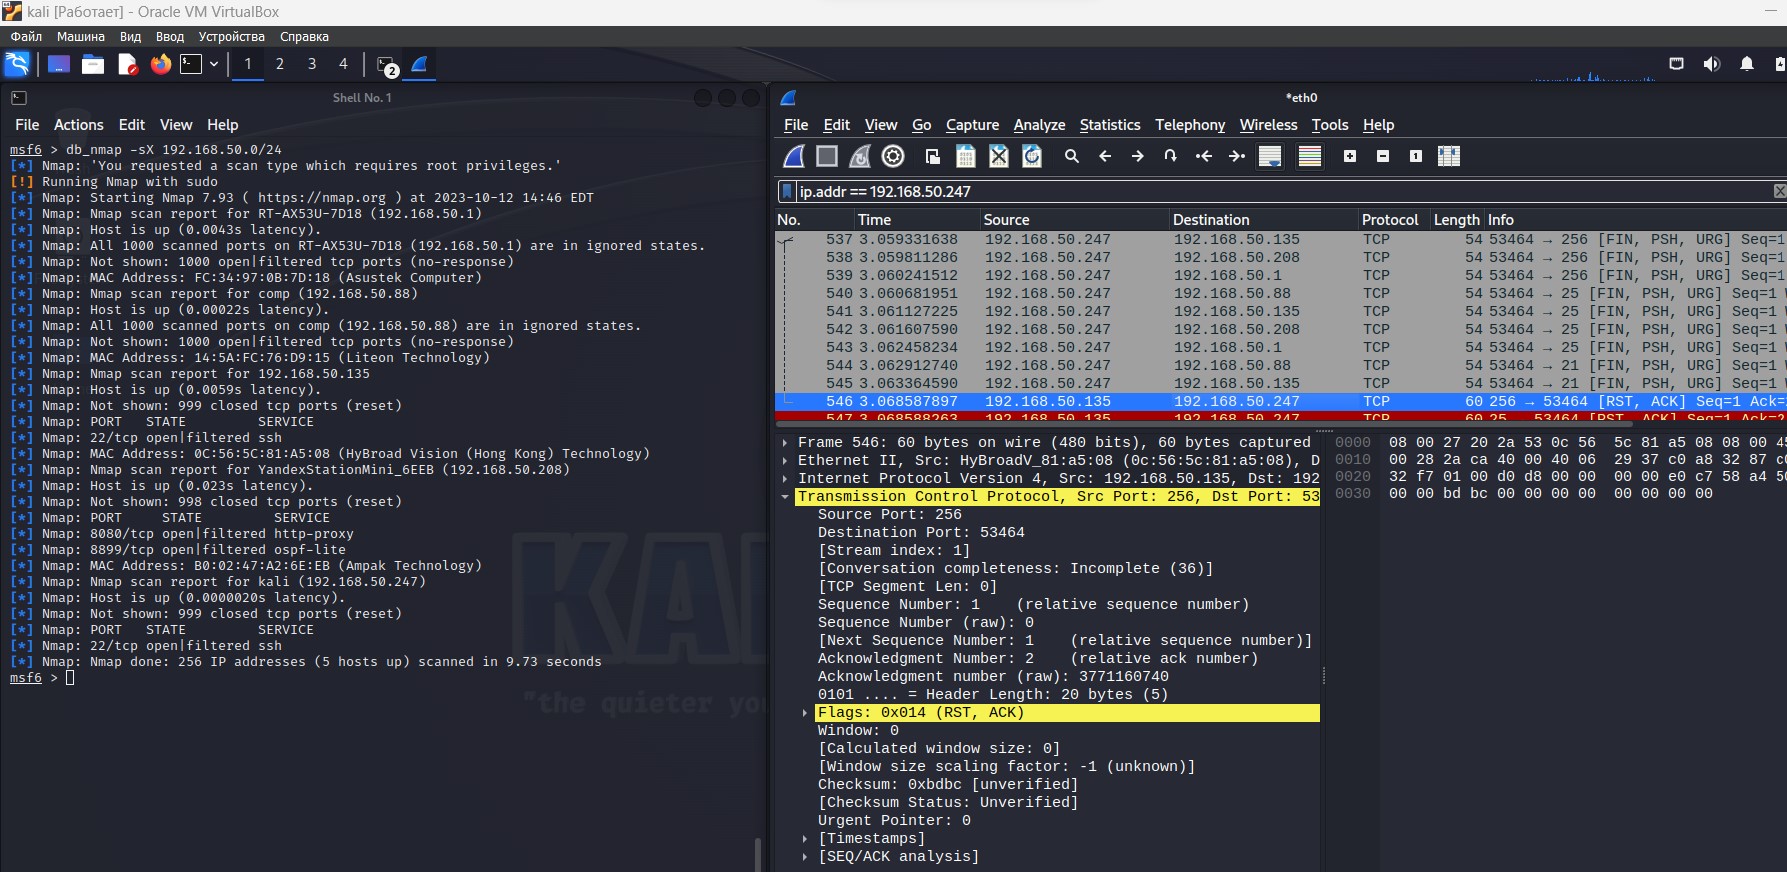 kali [Работает] - Oracle VM VirtualBox
Файл Машина Вид Ввод Устройства Справка
1 2 3 4 2
Shell No. 1
File Actions Edit View Help
msf6 > db_nmap -sX 192.168.50.0/24
[*] Nmap: 'You requested a scan type which requires root privileges.'
[!] Running Nmap with sudo
[*] Nmap: Starting Nmap 7.93 ( https://nmap.org ) at 2023-10-12 14:46 EDT
[*] Nmap: Nmap scan report for RT-AX53U-7D18 (192.168.50.1)
[*] Nmap: Host is up (0.0043s latency).
[*] Nmap: All 1000 scanned ports on RT-AX53U-7D18 (192.168.50.1) are in ignored states.
[*] Nmap: Not shown: 1000 open|filtered tcp ports (no-response)
[*] Nmap: MAC Address: FC:34:97:0B:7D:18 (Asustek Computer)
[*] Nmap: Nmap scan report for comp (192.168.50.88)
[*] Nmap: Host is up (0.00022s latency).
[*] Nmap: All 1000 scanned ports on comp (192.168.50.88) are in ignored states.
[*] Nmap: Not shown: 1000 open|filtered tcp ports (no-response)
[*] Nmap: MAC Address: 14:5A:FC:76:D9:15 (Liteon Technology)
[*] Nmap: Nmap scan report for 192.168.50.135
[*] Nmap: Host is up (0.0059s latency).
[*] Nmap: Not shown: 999 closed tcp ports (reset)
[*] Nmap: PORT STATE SERVICE
[*] Nmap: 22/tcp open|filtered ssh
[*] Nmap: MAC Address: 0C:56:5C:81:A5:08 (HyBroad Vision (Hong Kong) Technology)
[*] Nmap: Nmap scan report for YandexStationMini_6EEB (192.168.50.208)
[*] Nmap: Host is up (0.023s latency).
[*] Nmap: Not shown: 998 closed tcp ports (reset)
[*] Nmap: PORT STATE SERVICE
[*] Nmap: 8080/tcp open|filtered http-proxy
[*] Nmap: 8899/tcp open|filtered ospf-lite
[*] Nmap: MAC Address: B0:02:47:A2:6E:EB (Ampak Technology)
[*] Nmap: Nmap scan report for kali (192.168.50.247)
[*] Nmap: Host is up (0.0000020s latency).
[*] Nmap: Not shown: 999 closed tcp ports (reset)
[*] Nmap: PORT STATE SERVICE
[*] Nmap: 22/tcp open|filtered ssh
[*] Nmap: Nmap done: 256 IP addresses (5 hosts up) scanned in 9.73 seconds
msf6 >
KA
"the quieter yo
*eth0
File Edit View Go Capture Analyze Statistics Telephony Wireless Tools Help
ip.addr == 192.168.50.247
No. Time Source Destination Protocol Length Info
537 3.059331638 192.168.50.247 192.168.50.135 TCP 54 53464 → 256 [FIN, PSH, URG] Seq=1
538 3.059811286 192.168.50.247 192.168.50.208 TCP 54 53464 → 256 [FIN, PSH, URG] Seq=1
539 3.060241512 192.168.50.247 192.168.50.1 TCP 54 53464 → 256 [FIN, PSH, URG] Seq=1
540 3.060681951 192.168.50.247 192.168.50.88 TCP 54 53464 → 25 [FIN, PSH, URG] Seq=1
541 3.061127225 192.168.50.247 192.168.50.135 TCP 54 53464 → 25 [FIN, PSH, URG] Seq=1
542 3.061607590 192.168.50.247 192.168.50.208 TCP 54 53464 → 25 [FIN, PSH, URG] Seq=1
543 3.062458234 192.168.50.247 192.168.50.1 TCP 54 53464 → 25 [FIN, PSH, URG] Seq=1
544 3.062912740 192.168.50.247 192.168.50.88 TCP 54 53464 → 21 [FIN, PSH, URG] Seq=1
545 3.063364590 192.168.50.247 192.168.50.135 TCP 54 53464 → 21 [FIN, PSH, URG] Seq=1
546 3.068587897 192.168.50.135 192.168.50.247 TCP 60 256 → 53464 [RST, ACK] Seq=1 Ack=
547 3.068588263 192.168.50.135 192.168.50.247 TCP 60 25 → 53464 [RST, ACK] Seq=1 Ack=2
Frame 546: 60 bytes on wire (480 bits), 60 bytes captured
Ethernet II, Src: HyBroadV_81:a5:08 (0c:56:5c:81:a5:08), D
Internet Protocol Version 4, Src: 192.168.50.135, Dst: 192
Transmission Control Protocol, Src Port: 256, Dst Port: 53
Source Port: 256
Destination Port: 53464
[Stream index: 1]
[Conversation completeness: Incomplete (36)]
[TCP Segment Len: 0]
Sequence Number: 1 (relative sequence number)
Sequence Number (raw): 0
[Next Sequence Number: 1 (relative sequence number)]
Acknowledgment Number: 2 (relative ack number)
Acknowledgment number (raw): 3771160740
0101 .... = Header Length: 20 bytes (5)
Flags: 0x014 (RST, ACK)
Window: 0
[Calculated window size: 0]
[Window size scaling factor: -1 (unknown)]
Checksum: 0xbdbc [unverified]
[Checksum Status: Unverified]
Urgent Pointer: 0
[Timestamps]
[SEQ/ACK analysis]
0000 08 00 27 20 2a 53 0c 56 5c 81 a5 08 08 00 45
0010 00 28 2a ca 40 00 40 06 29 37 c0 a8 32 87 c0
0020 32 f7 01 00 d0 d8 00 00 00 00 e0 c7 58 a4 50
0030 00 00 bd bc 00 00 00 00 00 00 00 00